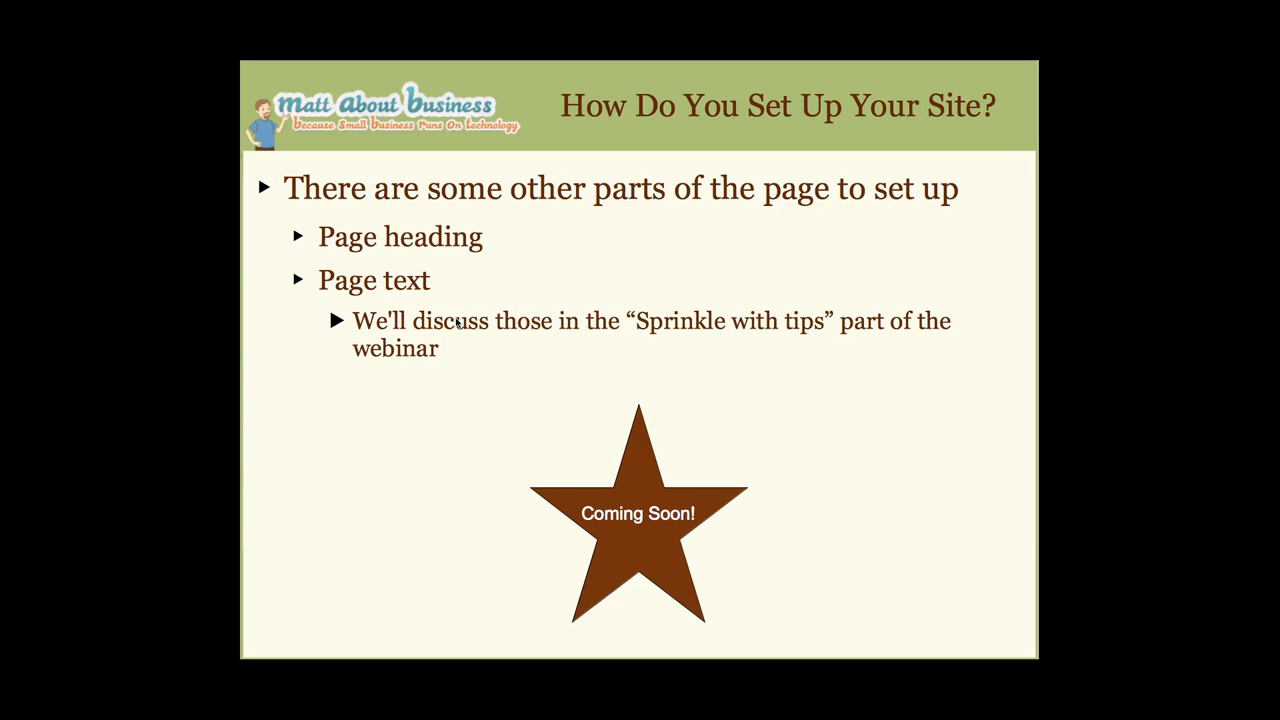 Matt About Business
because Small business runs On technology
How Do You Set Up Your Site?
There are some other parts of the page to set up
Page heading
Page text
We'll discuss those in the “Sprinkle with tips” part of the
webinar
Coming Soon!